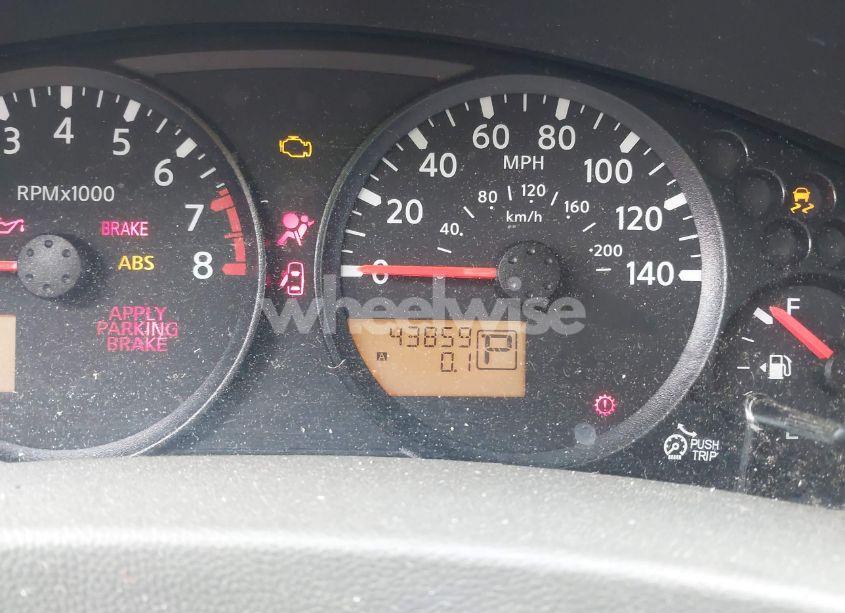 3 4 5 6 7 8
RPMx1000
BRAKE
ABS
APPLY
PARKING
BRAKE
0 20 40 60 80 100 120 140
MPH
40 80 120 160 200
km/h
wheelwise
43859
A 0.1 P
PUSH
TRIP
F
E